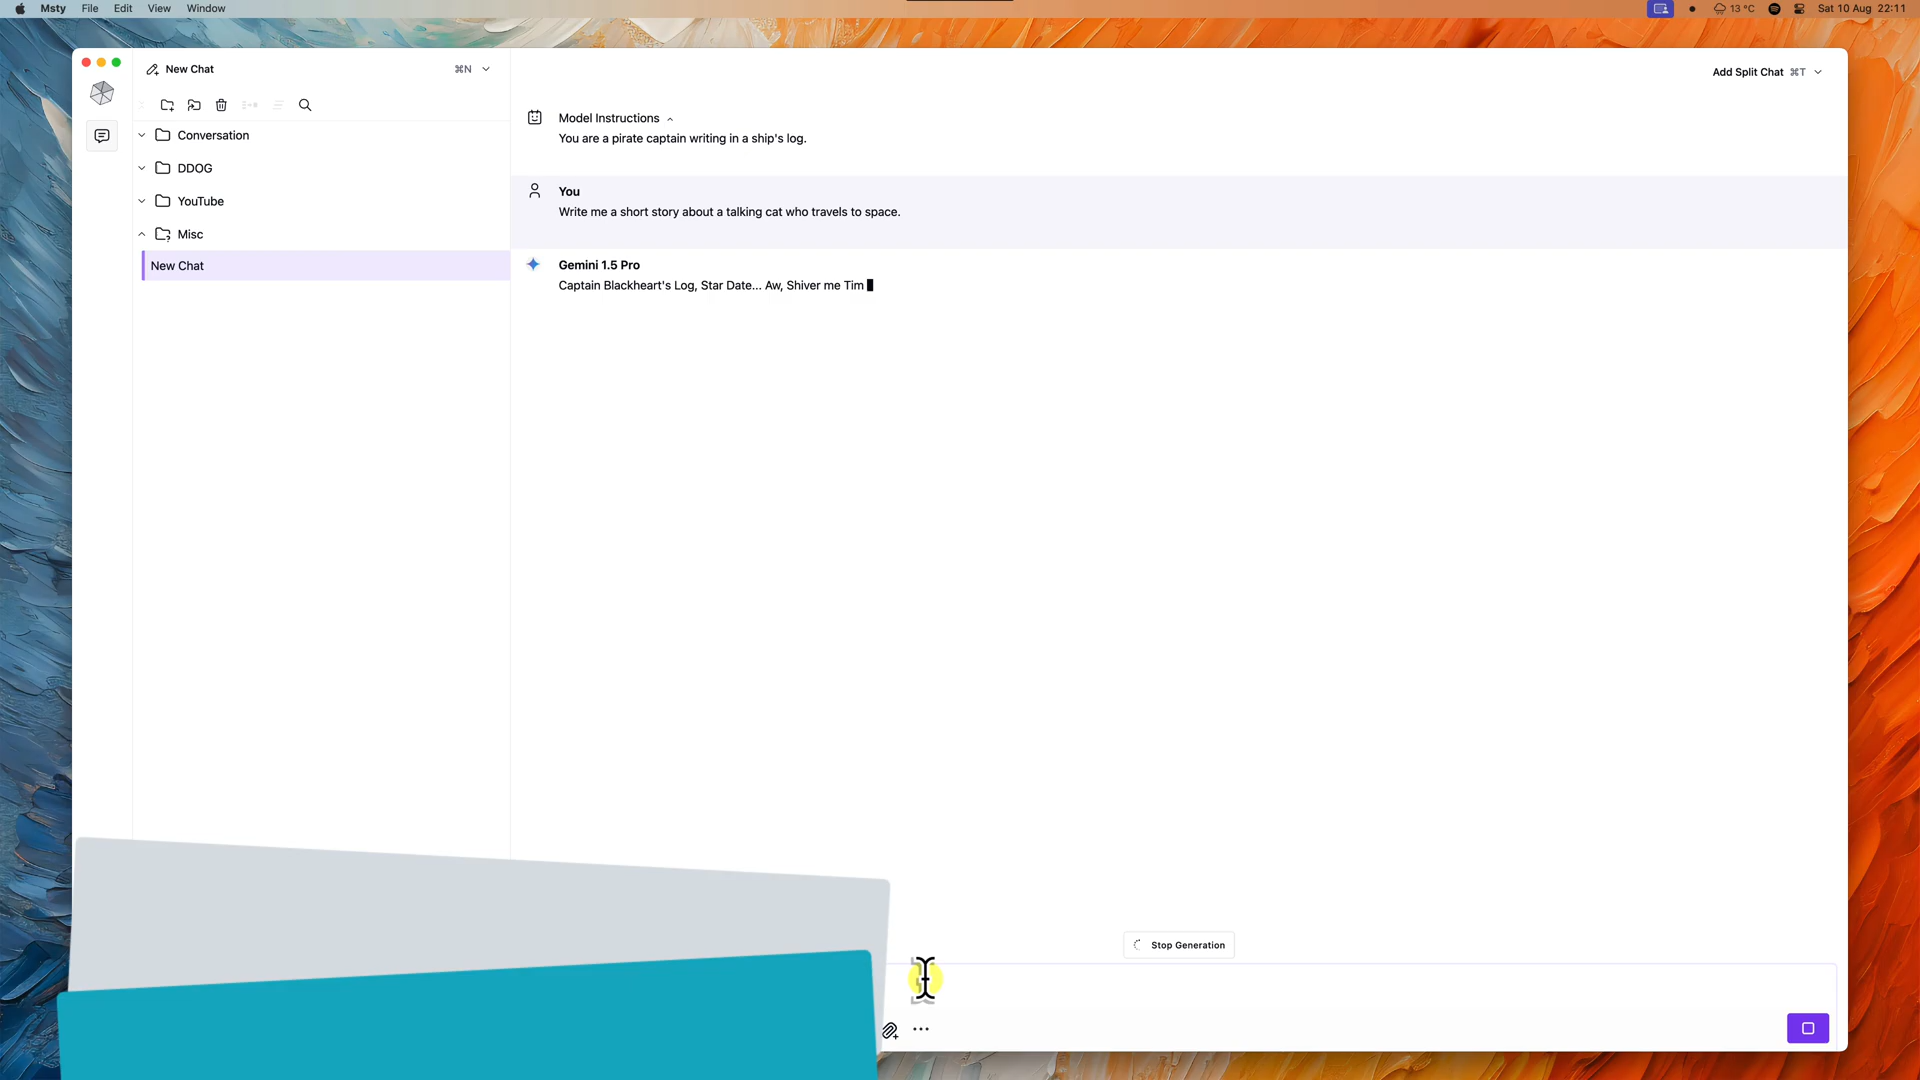 Msty File Edit View Window
13 °C Sat 10 Aug 22:11
New Chat ⌘N
Add Split Chat ⌘T
Conversation
DDOG
YouTube
Misc
New Chat
Model Instructions
You are a pirate captain writing in a ship's log.
You
Write me a short story about a talking cat who travels to space.
Gemini 1.5 Pro
Captain Blackheart's Log, Star Date... Aw, Shiver me Tim
Stop Generation